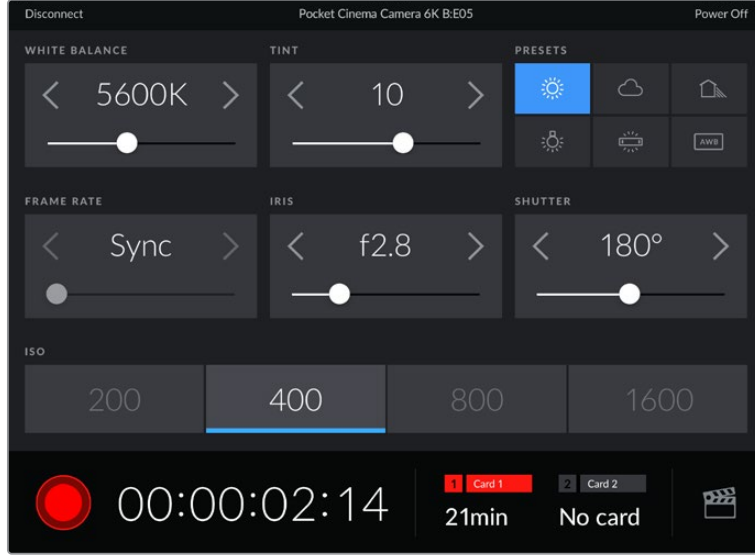 Disconnect Pocket Cinema Camera 6K B:E05 Power Off
WHITE BALANCE TINT PRESETS
5600K 10
AWB
FRAME RATE IRIS SHUTTER
Sync f2.8 180°
ISO
200 400 800 1600
00:00:02:14
1 Card 1 2 Card 2
21min No card